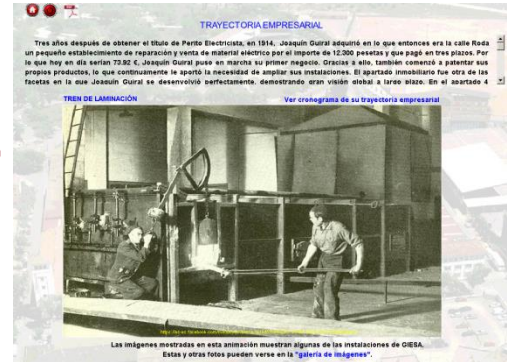 TRAYECTORIA EMPRESARIAL
Tres años después de obtener el título de Perito Electricista, en 1914, Joaquín Guiral adquirió en lo que entonces era la calle Roda
un pequeño establecimiento de reparación y venta de material eléctrico por el importe de 12.300 pesetas y que pagó en tres plazos. Por
lo que hoy en día serían 73.92 €, Joaquín Guiral puso en marcha su primer negocio. Gracias a ello, también comenzó a patentar sus
propios productos, lo que continuamente le aportó la necesidad de ampliar sus instalaciones. El apartado inmobiliario fue otra de las
facetas en la que Joaquín Guiral se desenvolvió perfectamente, demostrando gran visión global a largo plazo. En el apartado 4
TREN DE LAMINACIÓN
Ver cronograma de su trayectoria empresarial
Las imágenes mostradas en esta animación muestran algunas de las instalaciones de GIESA.
Estas y otras fotos pueden verse en la "galería de imágenes".